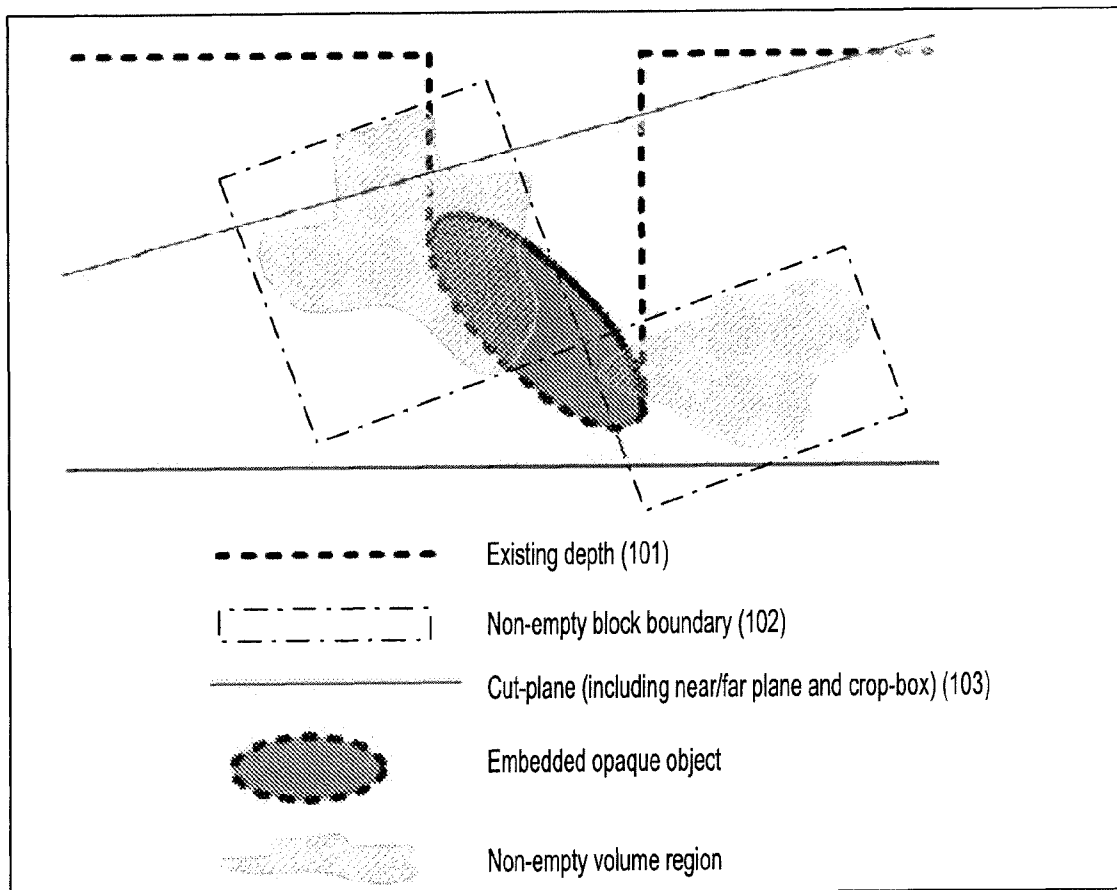 Existing depth (101)
Non-empty block boundary (102)
Cut-plane (including near/far plane and crop-box) (103)
Embedded opaque object
Non-empty volume region